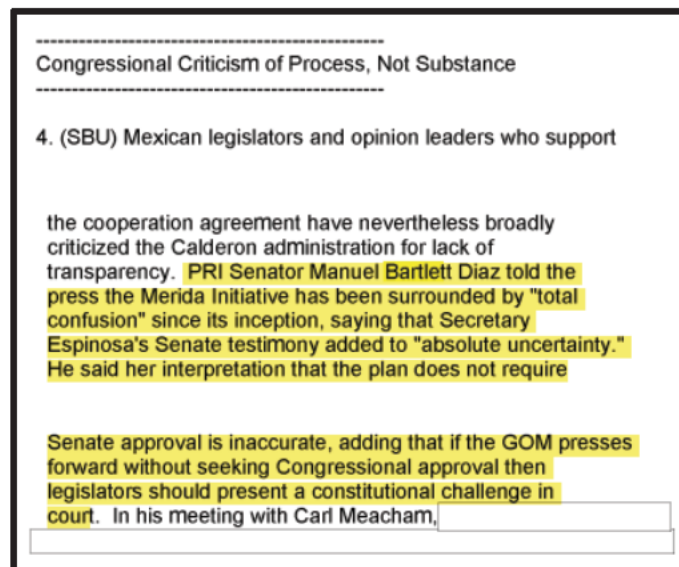 ------------------------------------------------
Congressional Criticism of Process, Not Substance
------------------------------------------------
4. (SBU) Mexican legislators and opinion leaders who support
the cooperation agreement have nevertheless broadly
criticized the Calderon administration for lack of
transparency.  PRI Senator Manuel Bartlett Diaz told the
press the Merida Initiative has been surrounded by "total
confusion" since its inception, saying that Secretary
Espinosa's Senate testimony added to "absolute uncertainty."
He said her interpretation that the plan does not require
Senate approval is inaccurate, adding that if the GOM presses
forward without seeking Congressional approval then
legislators should present a constitutional challenge in
court.  In his meeting with Carl Meacham,